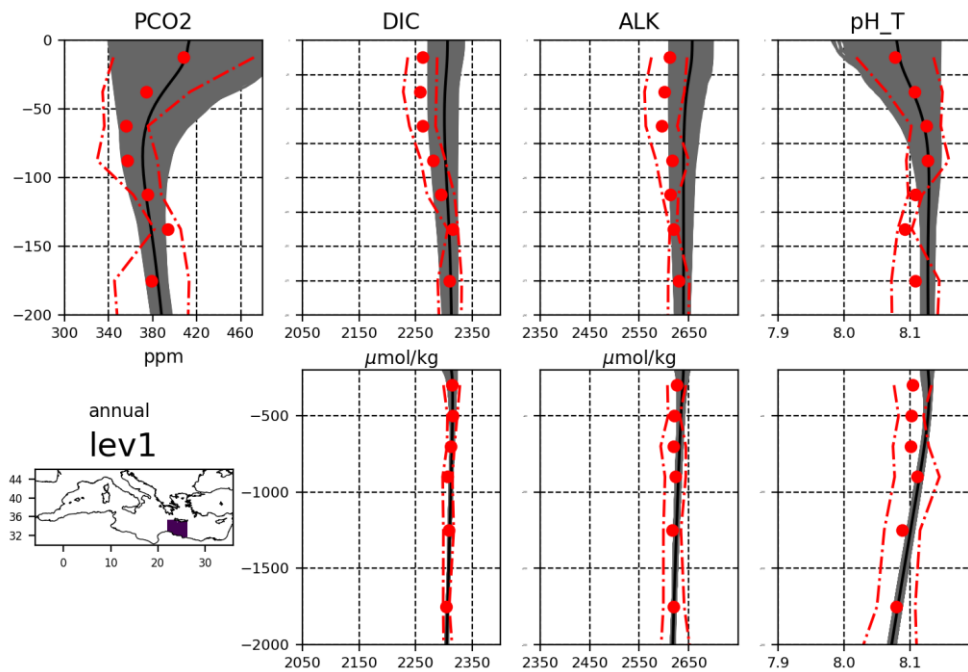 PCO2 DIC ALK pH_T
0
−50
−100
−150
−200
300 340 380 420 460 2050 2150 2250 2350 2350 2450 2550 2650 7.9 8.0 8.1
ppm μmol/kg μmol/kg
annual
lev1
44
40
36
32
0 10 20 30
−500
−1000
−1500
−2000
2050 2150 2250 2350 2350 2450 2550 2650 7.9 8. 8.1